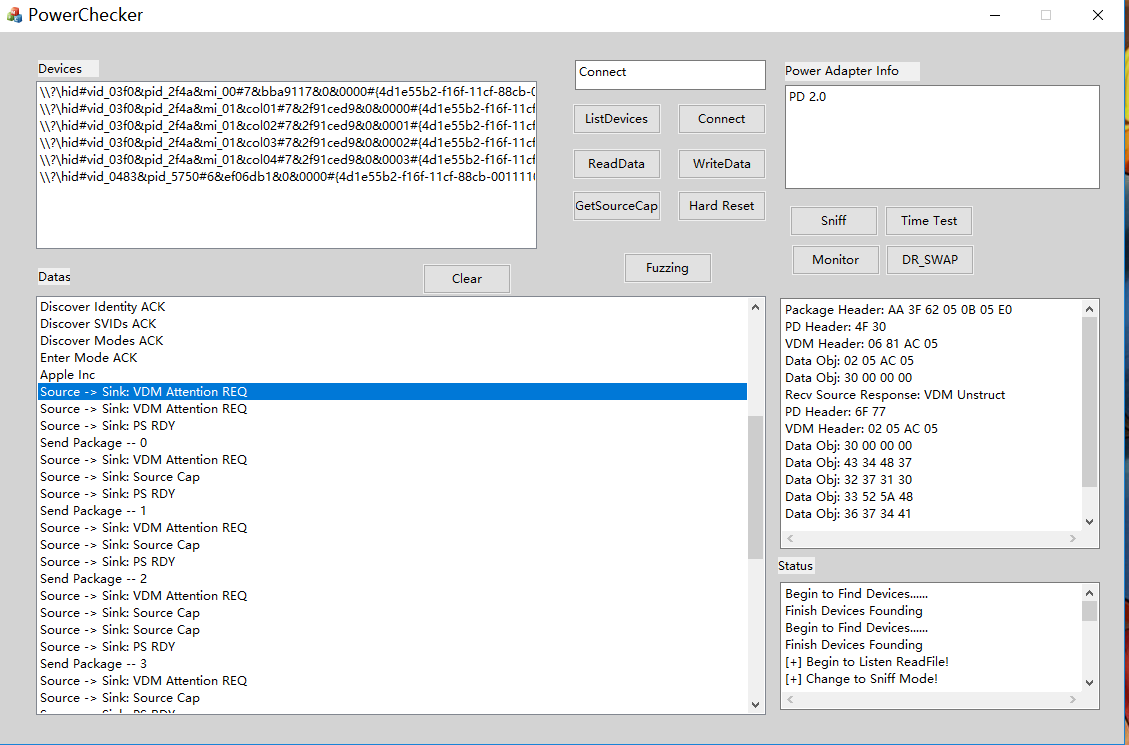 PowerChecker
Devices
\\?\hid#vid_03f0&pid_2f4a&mi_00#7&bba9117&0&0000#{4d1e55b2-f16f-11cf-88cb-0
\\?\hid#vid_03f0&pid_2f4a&mi_01&col01#7&2f91ced9&0&0000#{4d1e55b2-f16f-11cf
\\?\hid#vid_03f0&pid_2f4a&mi_01&col02#7&2f91ced9&0&0001#{4d1e55b2-f16f-11cf
\\?\hid#vid_03f0&pid_2f4a&mi_01&col03#7&2f91ced9&0&0002#{4d1e55b2-f16f-11cf
\\?\hid#vid_03f0&pid_2f4a&mi_01&col04#7&2f91ced9&0&0003#{4d1e55b2-f16f-11cf
\\?\hid#vid_0483&pid_5750#6&ef06db1&0&0000#{4d1e55b2-f16f-11cf-88cb-001111(
Connect
ListDevices
Connect
ReadData
WriteData
GetSourceCap
Hard Reset
Fuzzing
Power Adapter Info
PD 2.0
Sniff
Time Test
Monitor
DR_SWAP
Datas
Clear
Discover Identity ACK
Discover SVIDs ACK
Discover Modes ACK
Enter Mode ACK
Apple Inc
Source -> Sink: VDM Attention REQ
Source -> Sink: VDM Attention REQ
Source -> Sink: PS RDY
Send Package -- 0
Source -> Sink: VDM Attention REQ
Source -> Sink: Source Cap
Source -> Sink: PS RDY
Send Package -- 1
Source -> Sink: VDM Attention REQ
Source -> Sink: Source Cap
Source -> Sink: PS RDY
Send Package -- 2
Source -> Sink: VDM Attention REQ
Source -> Sink: Source Cap
Source -> Sink: Source Cap
Source -> Sink: PS RDY
Send Package -- 3
Source -> Sink: VDM Attention REQ
Source -> Sink: Source Cap
Source -> Sink: PS RDY
Package Header: AA 3F 62 05 0B 05 E0
PD Header: 4F 30
VDM Header: 06 81 AC 05
Data Obj: 02 05 AC 05
Data Obj: 30 00 00 00
Recv Source Response: VDM Unstruct
PD Header: 6F 77
VDM Header: 02 05 AC 05
Data Obj: 30 00 00 00
Data Obj: 43 34 48 37
Data Obj: 32 37 31 30
Data Obj: 33 52 5A 48
Data Obj: 36 37 34 41
Status
Begin to Find Devices......
Finish Devices Founding
Begin to Find Devices......
Finish Devices Founding
[+] Begin to Listen ReadFile!
[+] Change to Sniff Mode!